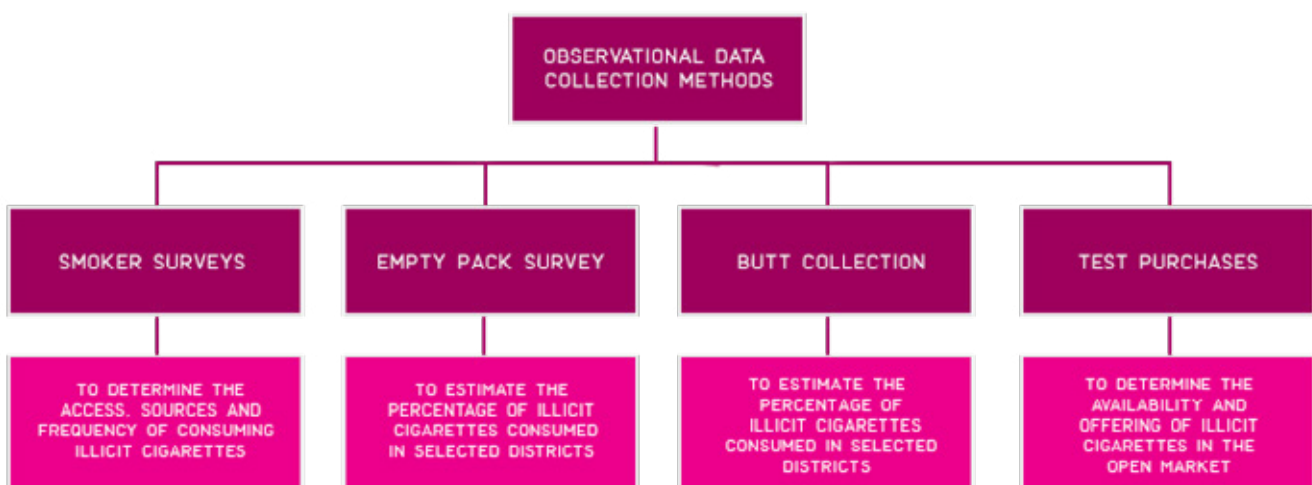 OBSERVATIONAL DATA
COLLECTION METHODS
SMOKER SURVEYS
EMPTY PACK SURVEY
BUTT COLLECTION
TEST PURCHASES
TO DETERMINE THE
ACCESS, SOURCES AND
FREQUENCY OF CONSUMING
ILLICIT CIGARETTES
TO ESTIMATE THE
PERCENTAGE OF ILLICIT
CIGARETTES CONSUMED
IN SELECTED DISTRICTS
TO ESTIMATE THE
PERCENTAGE OF
ILLICIT CIGARETTES
CONSUMED IN SELECTED
DISTRICTS
TO DETERMINE THE
AVAILABILITY AND
OFFERING OF ILLICIT
CIGARETTES IN THE
OPEN MARKET